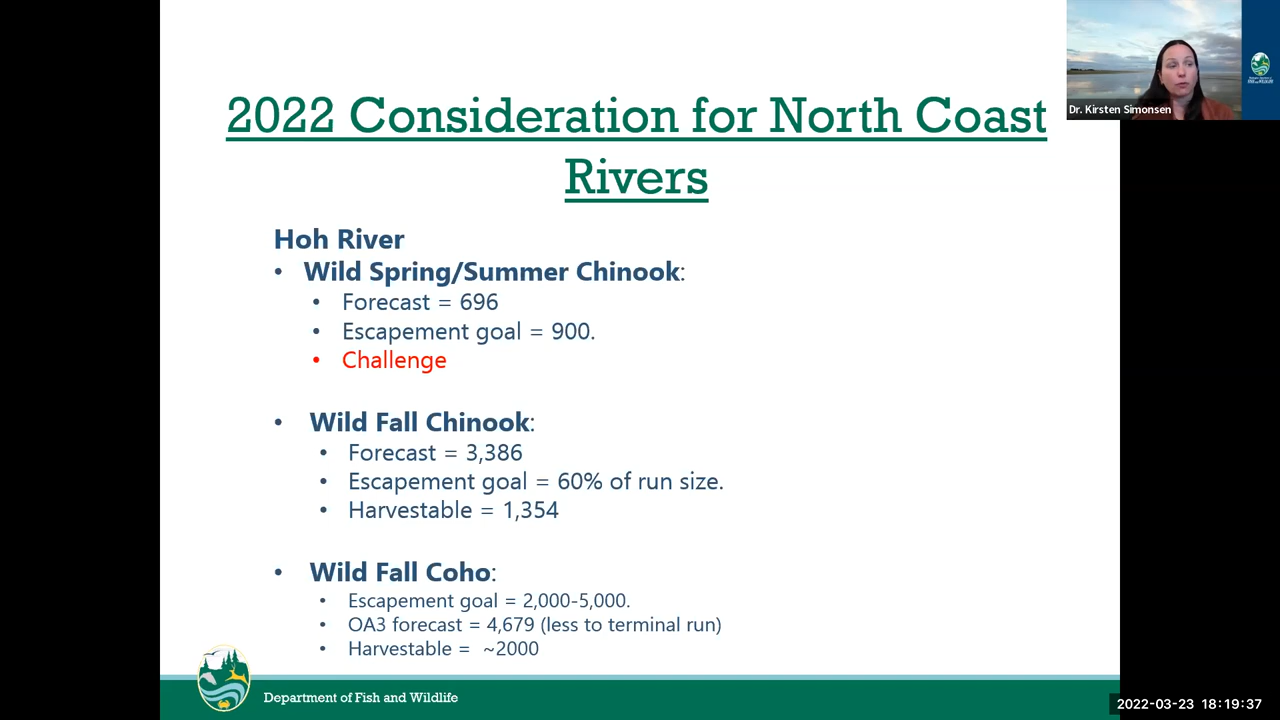 2022 Consideration for North Coast
Rivers
Dr. Kirsten Simonsen
Hoh River
• Wild Spring/Summer Chinook:
• Forecast = 696
• Escapement goal = 900.
• Challenge
• Wild Fall Chinook:
• Forecast = 3,386
• Escapement goal = 60% of run size.
• Harvestable = 1,354
• Wild Fall Coho:
• Escapement goal = 2,000-5,000.
• OA3 forecast = 4,679 (less to terminal run)
• Harvestable = ~2000
Department of Fish and Wildlife
2022-03-23 18:19:37